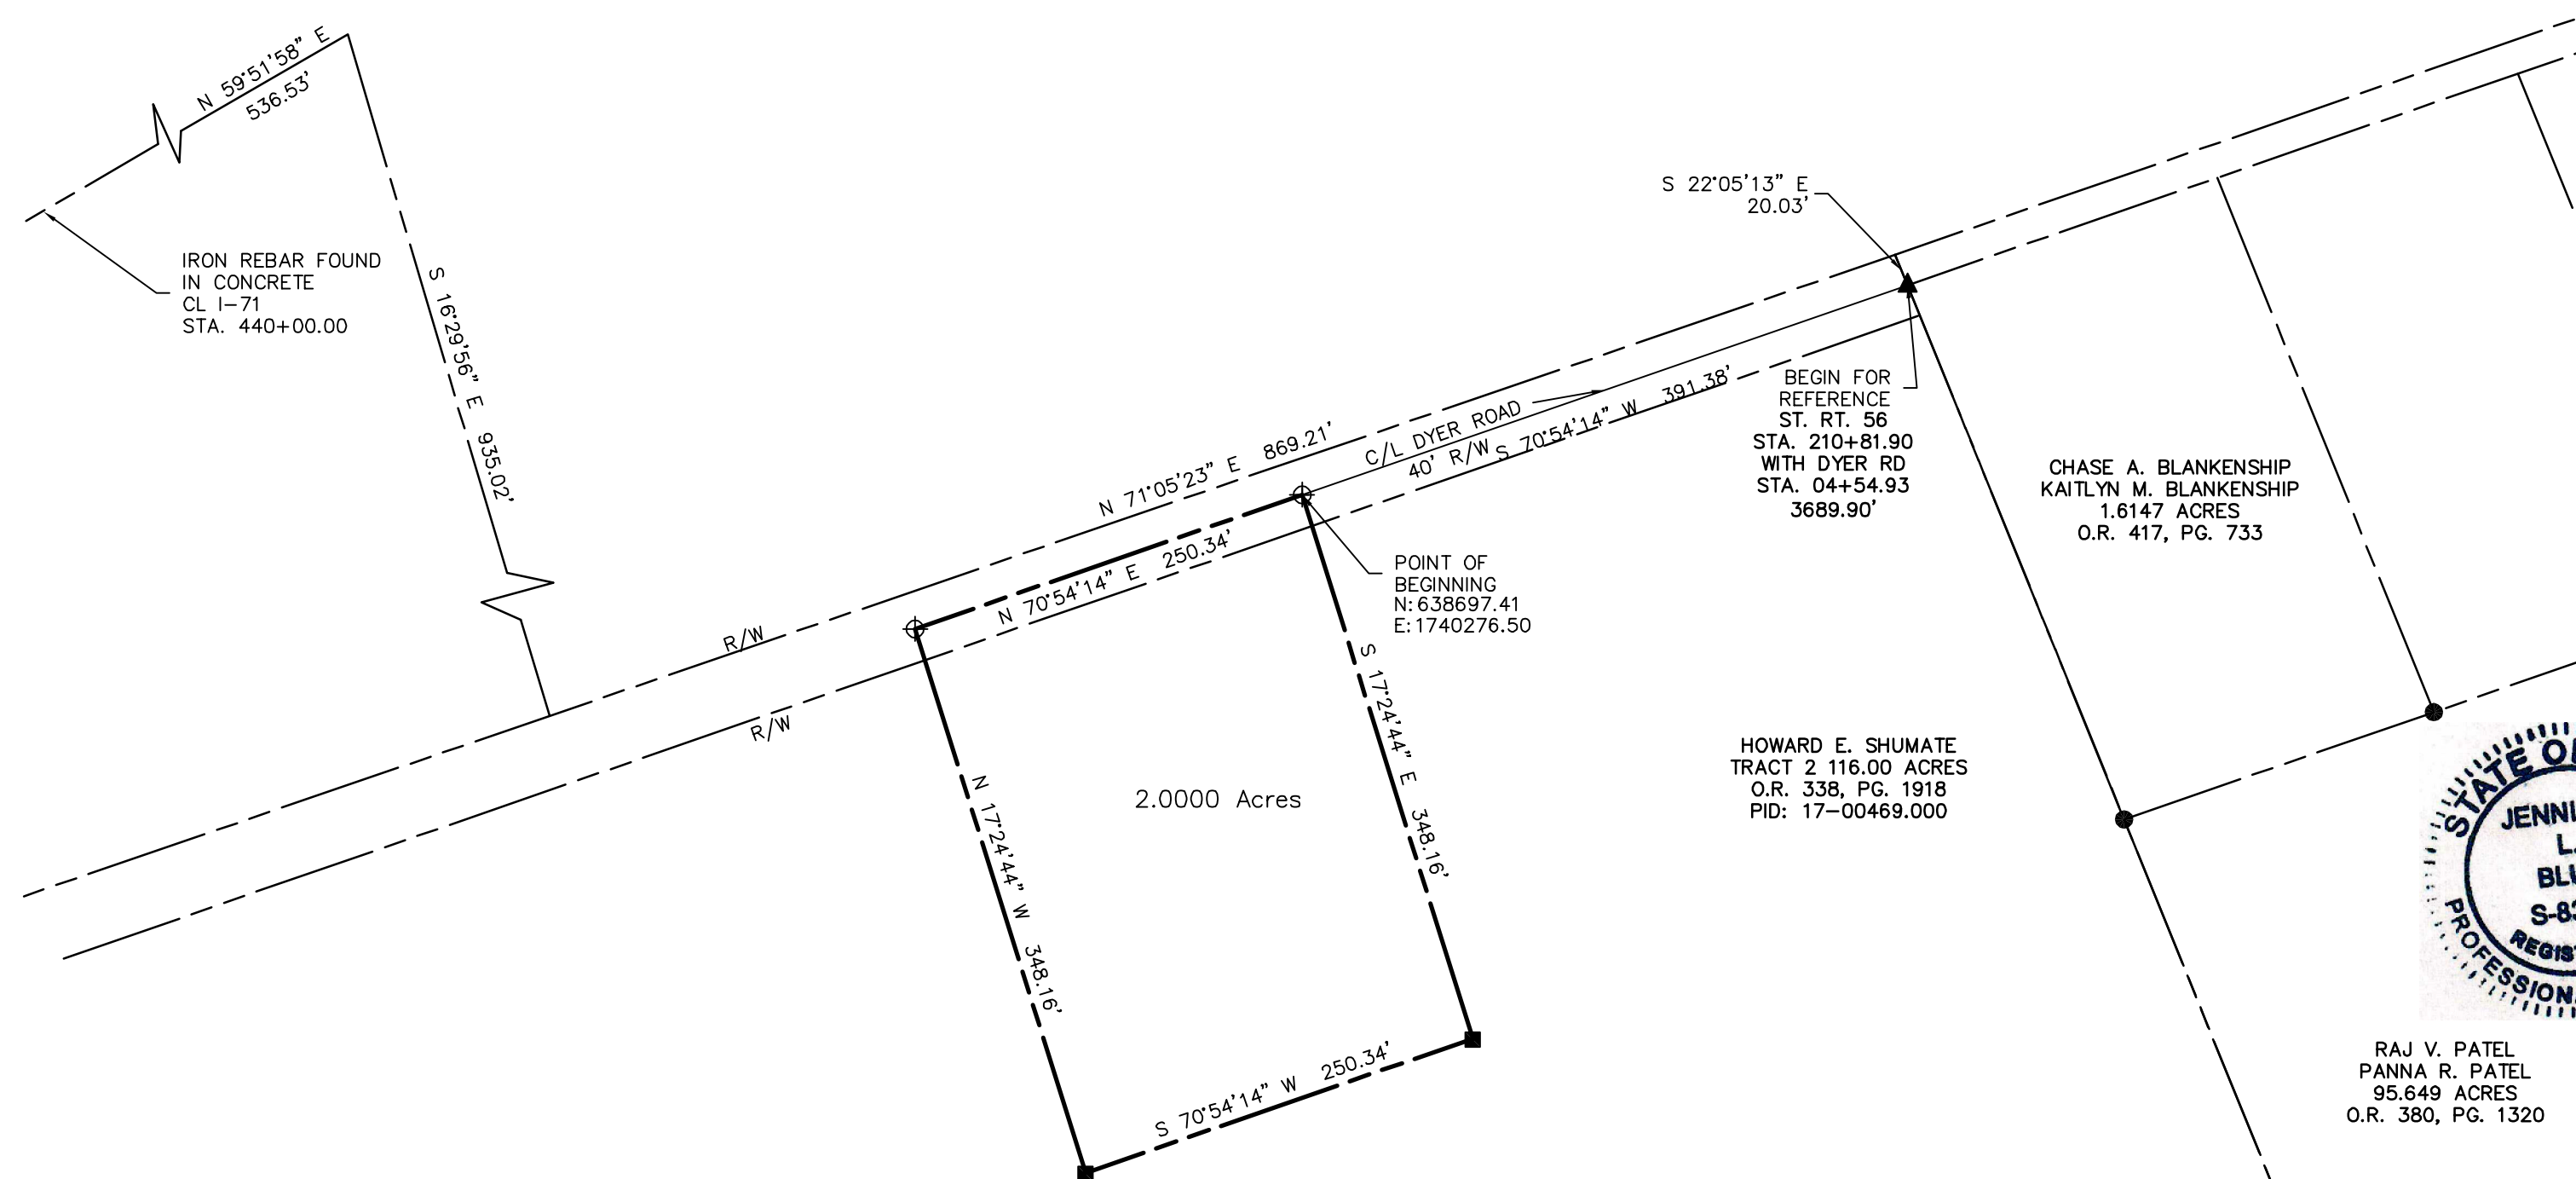 N 59°51'58" E
536.53'
IRON REBAR FOUND
IN CONCRETE
CL I-71
STA. 440+00.00
S 16°29'56" E 935.02'
R/W
R/W
N 71°05'23" E 869.21'
C/L DYER ROAD
40' R/W
S 70°54'14" W 391.38'
N 70°54'14" E 250.34'
S 22°05'13" E
20.03'
BEGIN FOR
REFERENCE
ST. RT. 56
STA. 210+81.90
WITH DYER RD
STA. 04+54.93
3689.90'
POINT OF
BEGINNING
N:638697.41
E:1740276.50
S 17°24'44" E 348.16'
N 17°24'44" W 348.16'
2.0000 Acres
S 70°54'14" W 250.34'
CHASE A. BLANKENSHIP
KAITLYN M. BLANKENSHIP
1.6147 ACRES
O.R. 417, PG. 733
HOWARD E. SHUMATE
TRACT 2 116.00 ACRES
O.R. 338, PG. 1918
PID: 17-00469.000
STATE
RAJ V. PATEL
PANNA R. PATEL
95.649 ACRES
O.R. 380, PG. 1320